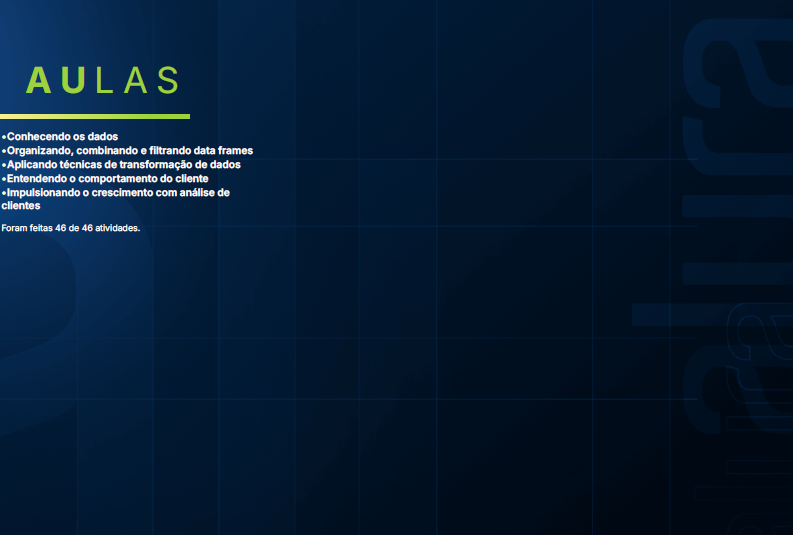 AULAS
•Conhecendo os dados
•Organizando, combinando e filtrando data frames
•Aplicando técnicas de transformação de dados
•Entendendo o comportamento do cliente
•Impulsionando o crescimento com análise de
clientes
Foram feitas 46 de 46 atividades.